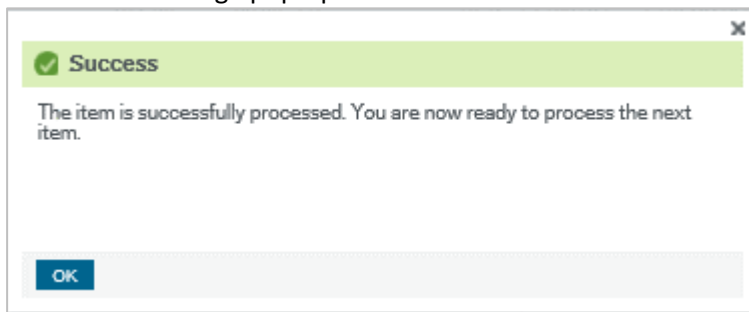 Success
The item is successfully processed. You are now ready to process the next
item.
OK